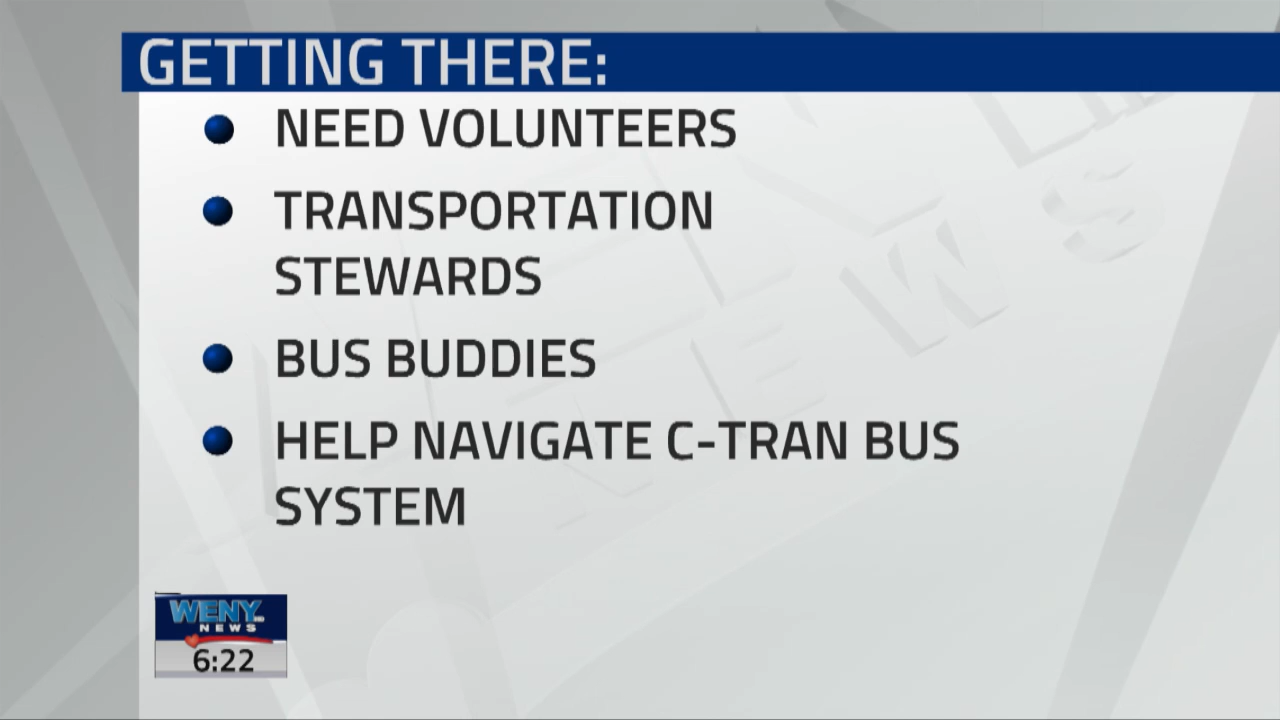 GETTING THERE:
NEED VOLUNTEERS
TRANSPORTATION
STEWARDS
BUS BUDDIES
HELP NAVIGATE C-TRAN BUS
SYSTEM
WENY
NEWS
6:22